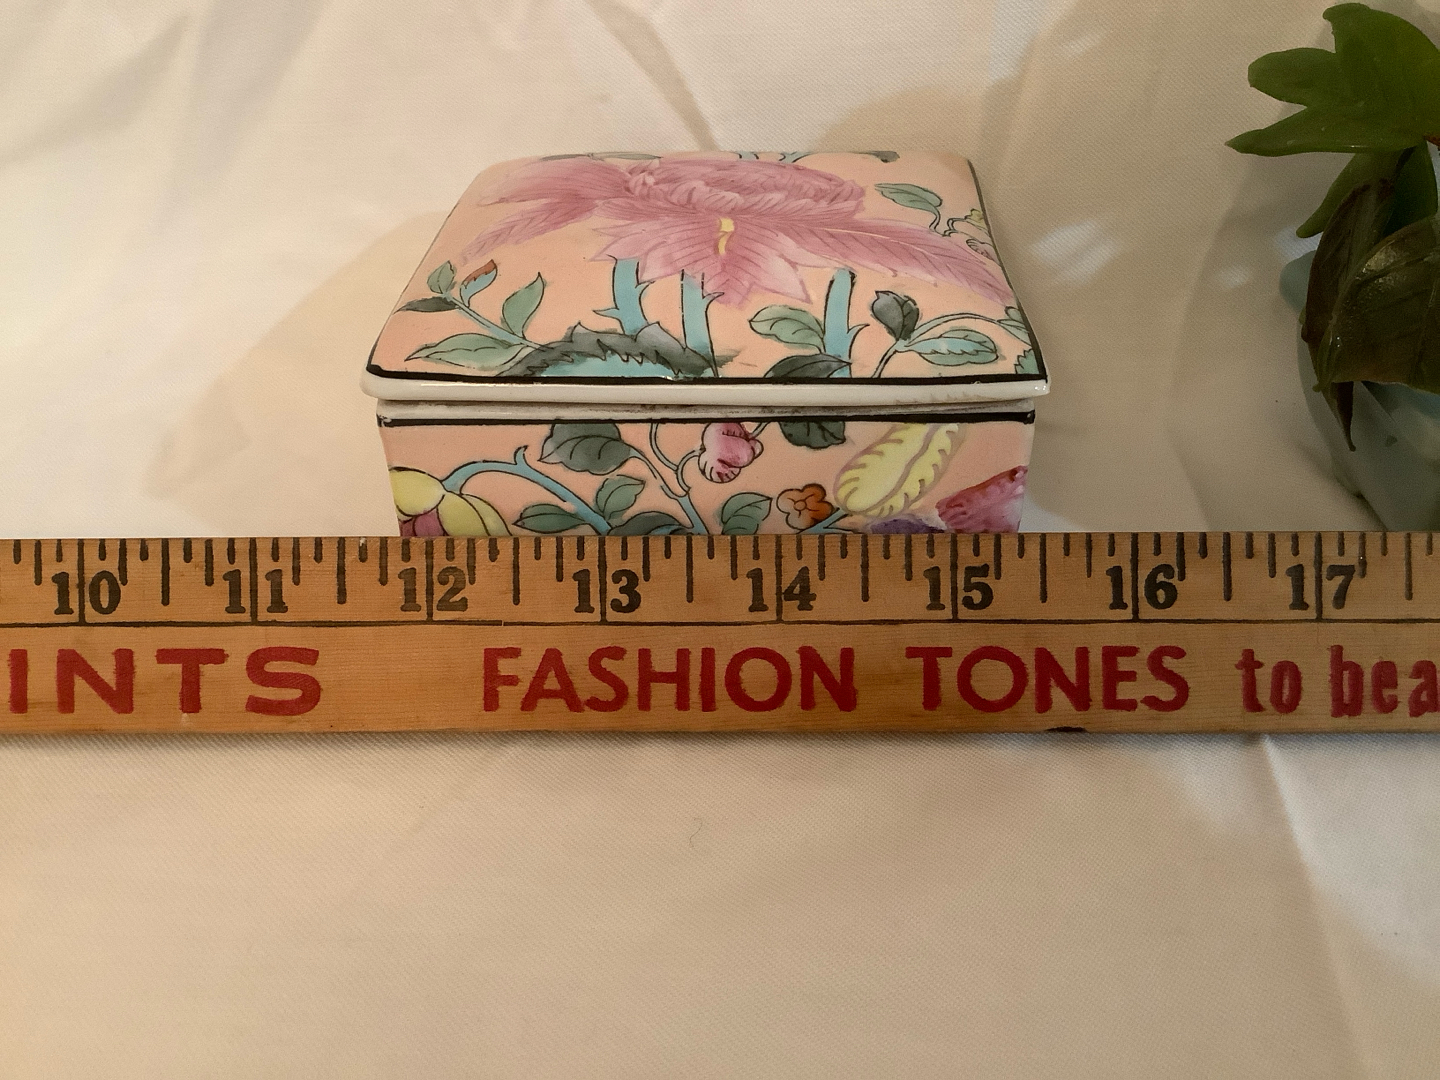 10 11 12 13 14 15 16 17
INTS FASHION TONES to bea